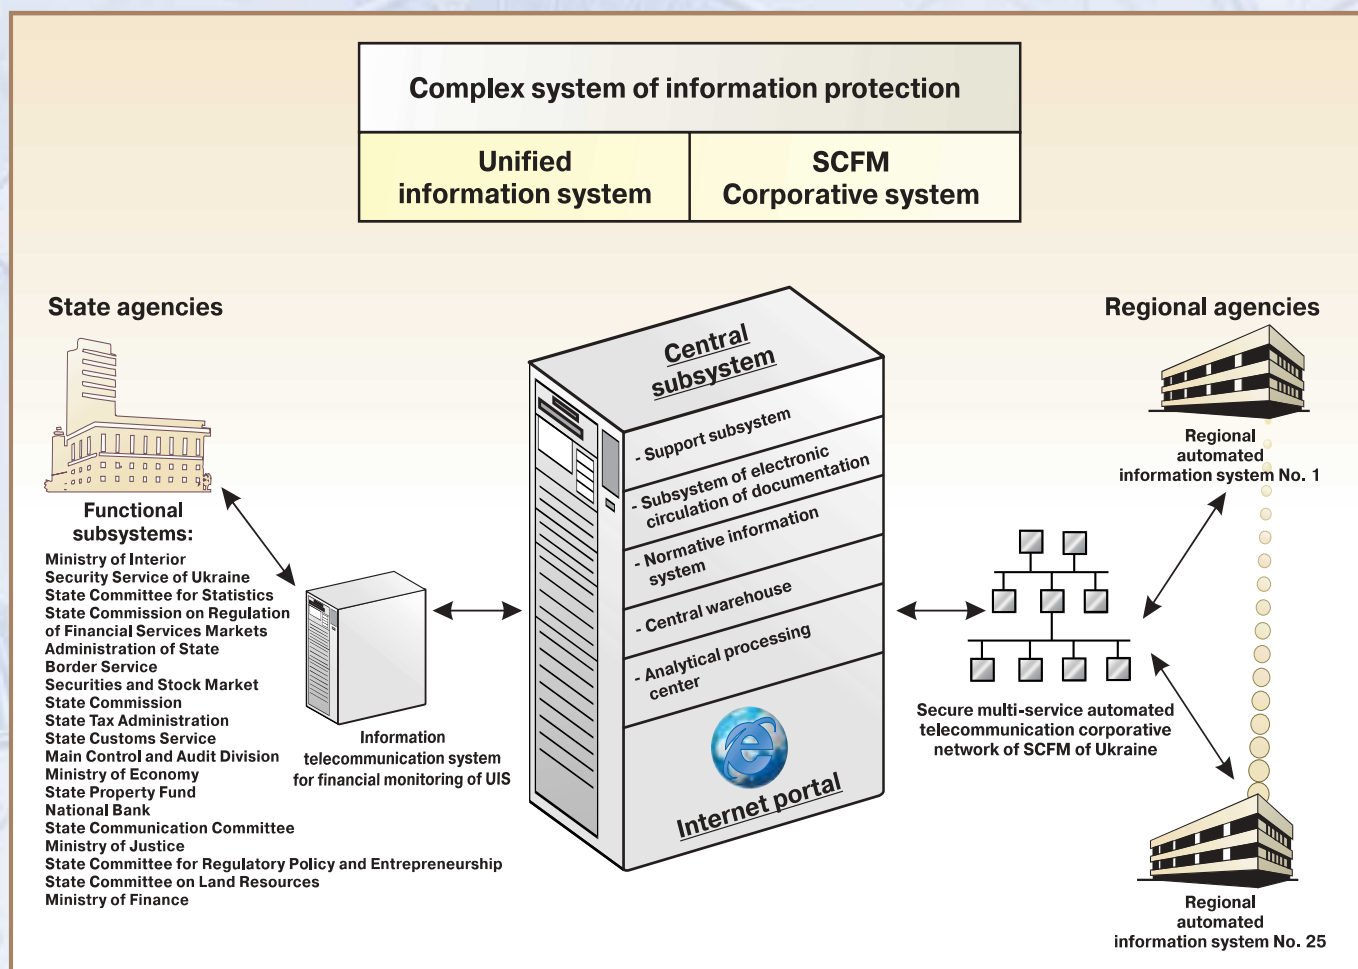 Complex system of information protection
Unified
information system
SCFM
Corporative system
State agencies
Functional
subsystems:
Ministry of Interior
Security Service of Ukraine
State Committee for Statistics
State Commission on Regulation
of Financial Services Markets
Administration of State
Border Service
Securities and Stock Market
State Commission
State Tax Administration
State Customs Service
Main Control and Audit Division
Ministry of Economy
State Property Fund
National Bank
State Communication Committee
Ministry of Justice
State Committee for Regulatory Policy and Entrepreneurship
State Committee on Land Resources
Ministry of Finance
Information
telecommunication system
for financial monitoring of UIS
Central
subsystem
- Support subsystem
- Subsystem of electronic
circulation of documentation
- Normative information
system
- Central warehouse
- Analytical processing
center
Internet portal
Secure multi-service automated
telecommunication corporative
network of SCFM of Ukraine
Regional agencies
Regional
automated
information system No. 1
Regional
automated
information system No. 25